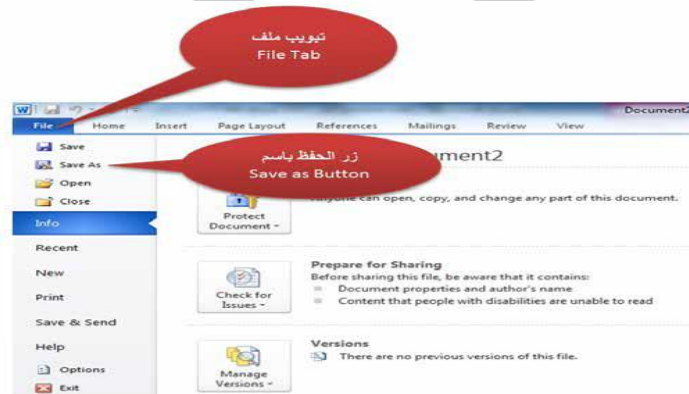 تبويب ملف
File Tab
Document2
File Home Insert Page Layout References Mailings Review View
Save
زر الحفظ باسم
Save as Button
ument2
Save As
Open
Close
can open, copy, and change any part of this document.
Protect
Document
Info
Recent
New
Print
Save & Send
Help
Options
Exit
Prepare for Sharing
Before sharing this file, be aware that it contains:
Document properties and author's name
Content that people with disabilities are unable to read
Check for
Issues
Versions
There are no previous versions of this file.
Manage
Versions